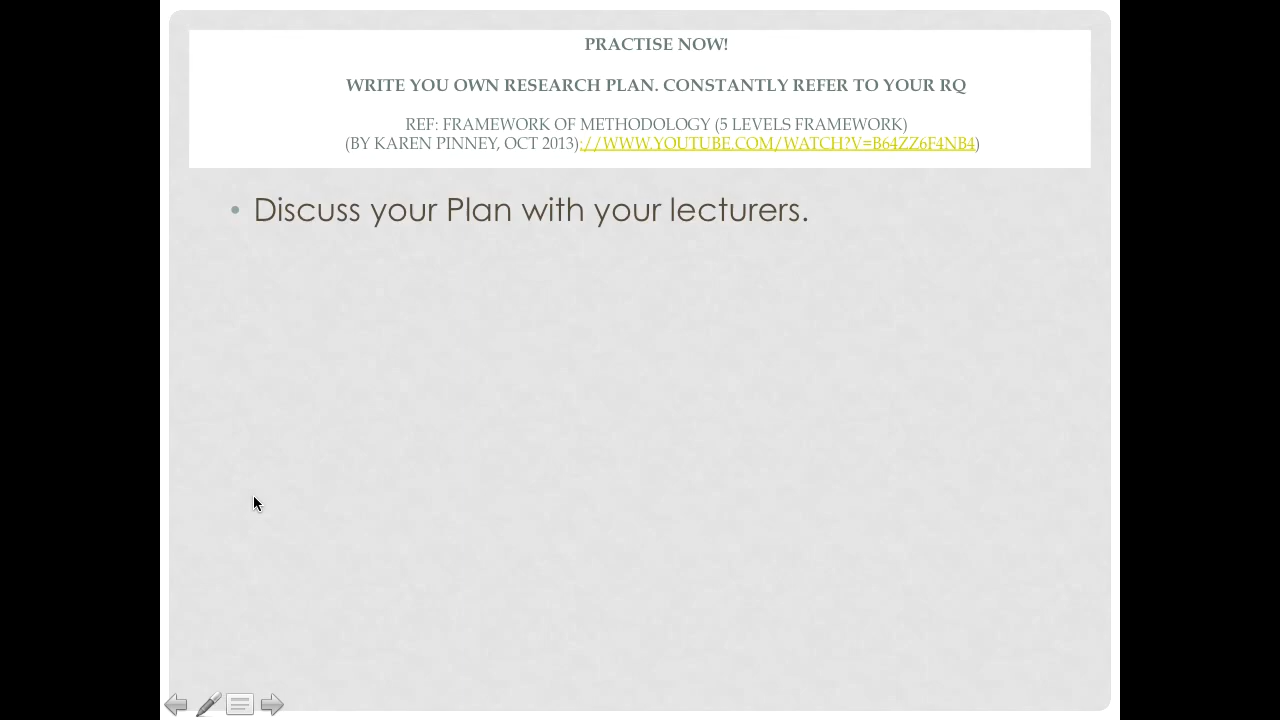 PRACTISE NOW!
WRITE YOU OWN RESEARCH PLAN. CONSTANTLY REFER TO YOUR RQ
REF: FRAMEWORK OF METHODOLOGY (5 LEVELS FRAMEWORK)
(BY KAREN PINNEY, OCT 2013)://WWW.YOUTUBE.COM/WATCH?V=B64ZZ6F4NB4)
• Discuss your Plan with your lecturers.